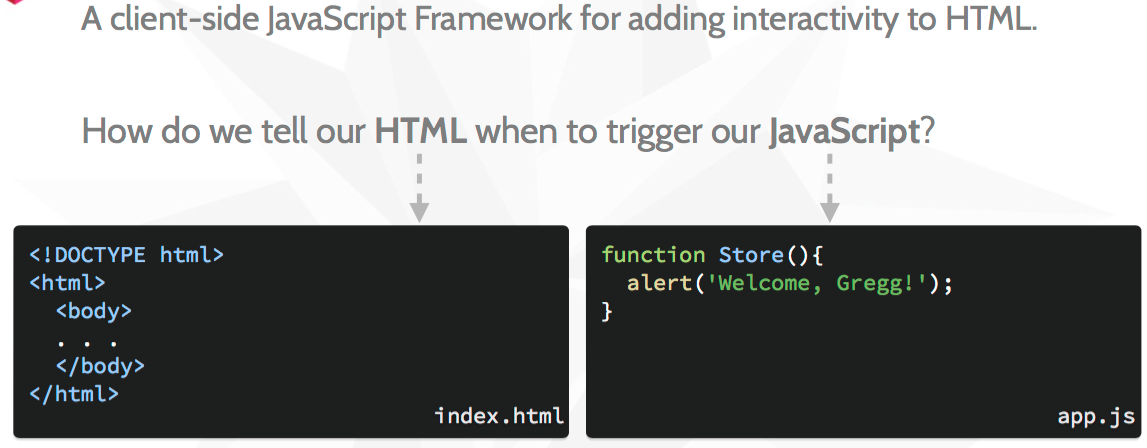 A client-side JavaScript Framework for adding interactivity to HTML.
How do we tell our HTML when to trigger our JavaScript?
<!DOCTYPE html>
<html>
  <body>
  . . .
  </body>
</html>
index.html
function Store(){
  alert('Welcome, Gregg!');
}
app.js